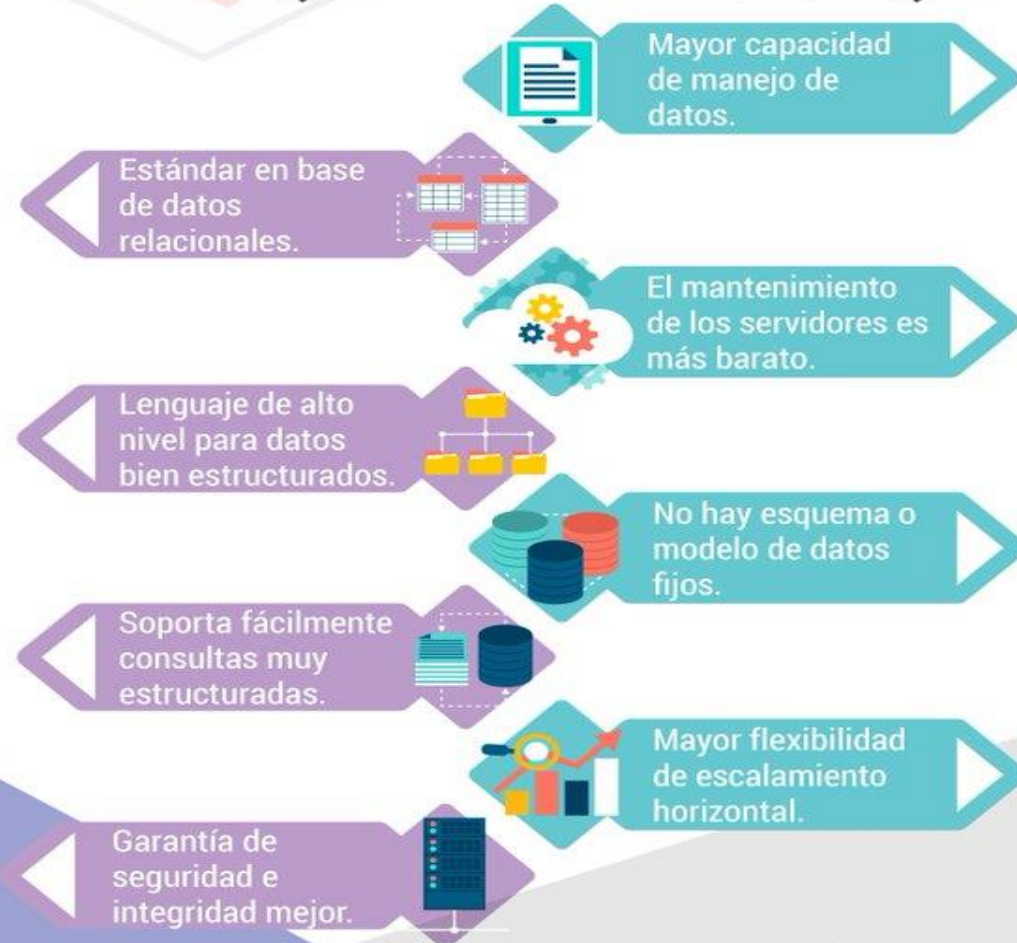 Mayor capacidad
de manejo de
datos.
Estándar en base
de datos
relacionales.
El mantenimiento
de los servidores es
más barato.
Lenguaje de alto
nivel para datos
bien estructurados.
No hay esquema o
modelo de datos
fijos.
Soporta fácilmente
consultas muy
estructuradas.
Mayor flexibilidad
de escalamiento
horizontal.
Garantía de
seguridad e
integridad mejor.